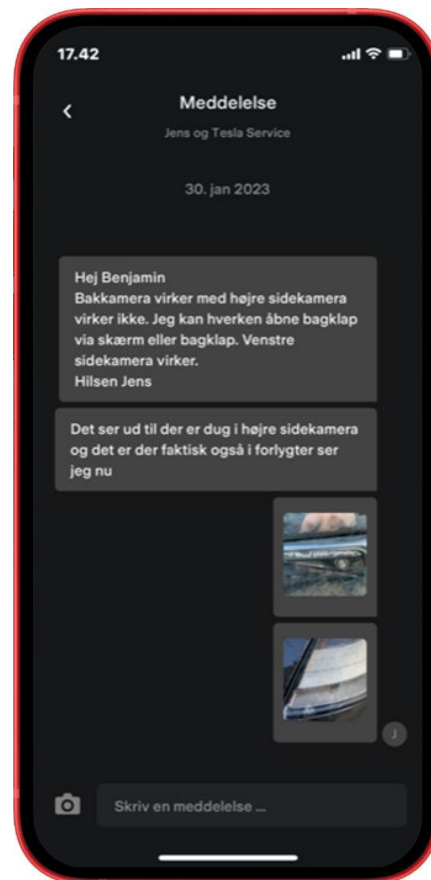 17.42
Meddelelse
Jens og Tesla Service
30. jan 2023
Hej Benjamin
Bakkamera virker med højre sidekamera
virker ikke. Jeg kan hverken åbne bagklap
via skærm eller bagklap. Venstre
sidekamera virker.
Hilsen Jens
Det ser ud til der er dug i højre sidekamera
og det er der faktisk også i forlygter ser
jeg nu
J
Skriv en meddelelse ...